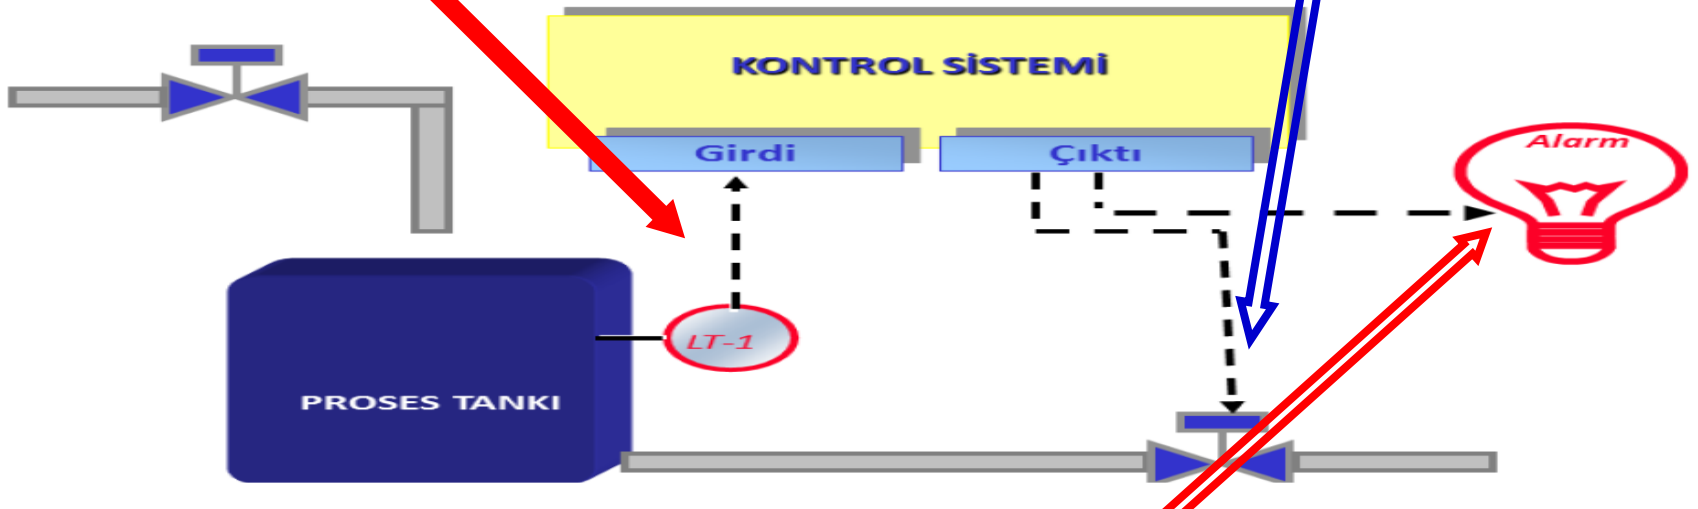 KONTROL SİSTEMİ
Girdi
Çıktı
Alarm
LT-1
PROSES TANKI